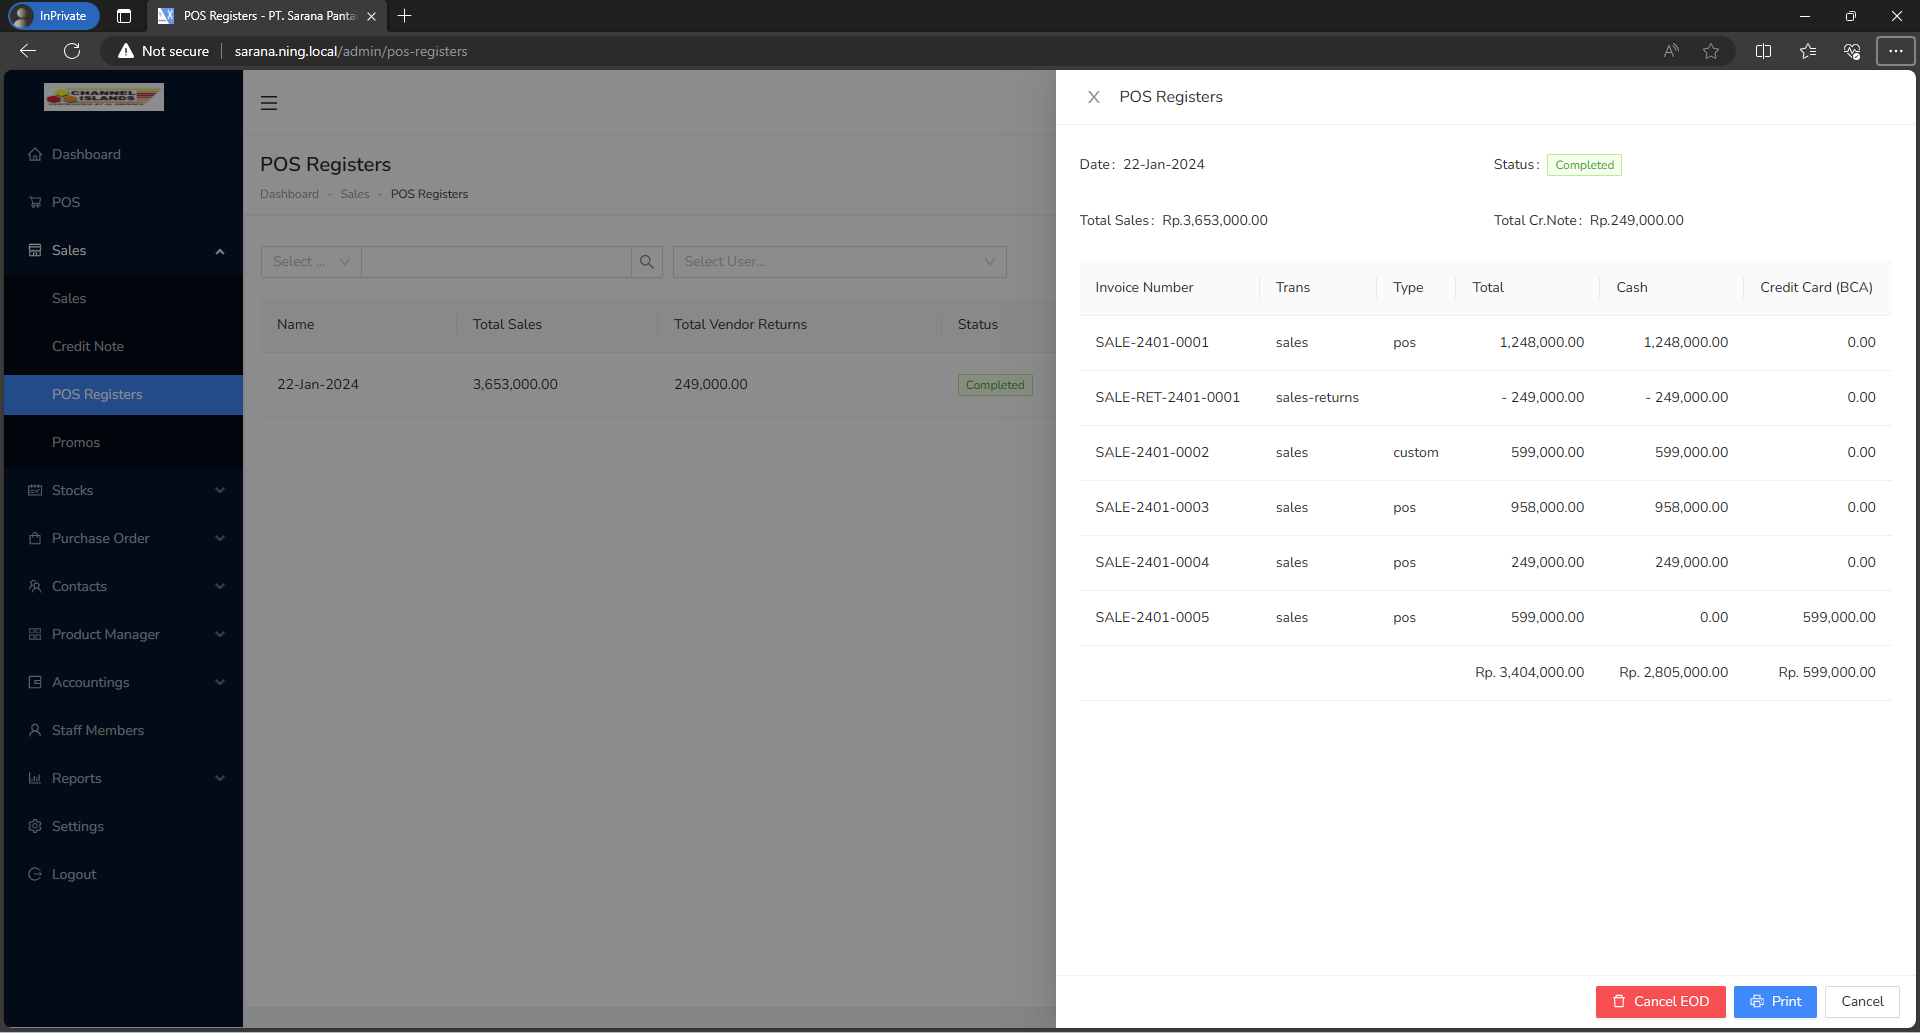 InPrivate
POS Registers - PT. Sarana Pantai
Not secure
sarana.ning.local/admin/pos-registers
CHANNEL
ISLANDS
Dashboard
POS
Sales
Sales
Credit Note
POS Registers
Promos
Stocks
Purchase Order
Contacts
Product Manager
Accountings
Staff Members
Reports
Settings
Logout
POS Registers
Dashboard - Sales - POS Registers
Select ...
Select User...
Name Total Sales Total Vendor Returns Status
22-Jan-2024 3,653,000.00 249,000.00 Completed
POS Registers
Date: 22-Jan-2024 Status: Completed
Total Sales: Rp.3,653,000.00 Total Cr.Note: Rp.249,000.00
Invoice Number Trans Type Total Cash Credit Card (BCA)
SALE-2401-0001 sales pos 1,248,000.00 1,248,000.00 0.00
SALE-RET-2401-0001 sales-returns - 249,000.00 - 249,000.00 0.00
SALE-2401-0002 sales custom 599,000.00 599,000.00 0.00
SALE-2401-0003 sales pos 958,000.00 958,000.00 0.00
SALE-2401-0004 sales pos 249,000.00 249,000.00 0.00
SALE-2401-0005 sales pos 599,000.00 0.00 599,000.00
Rp. 3,404,000.00 Rp. 2,805,000.00 Rp. 599,000.00
Cancel EOD
Print
Cancel